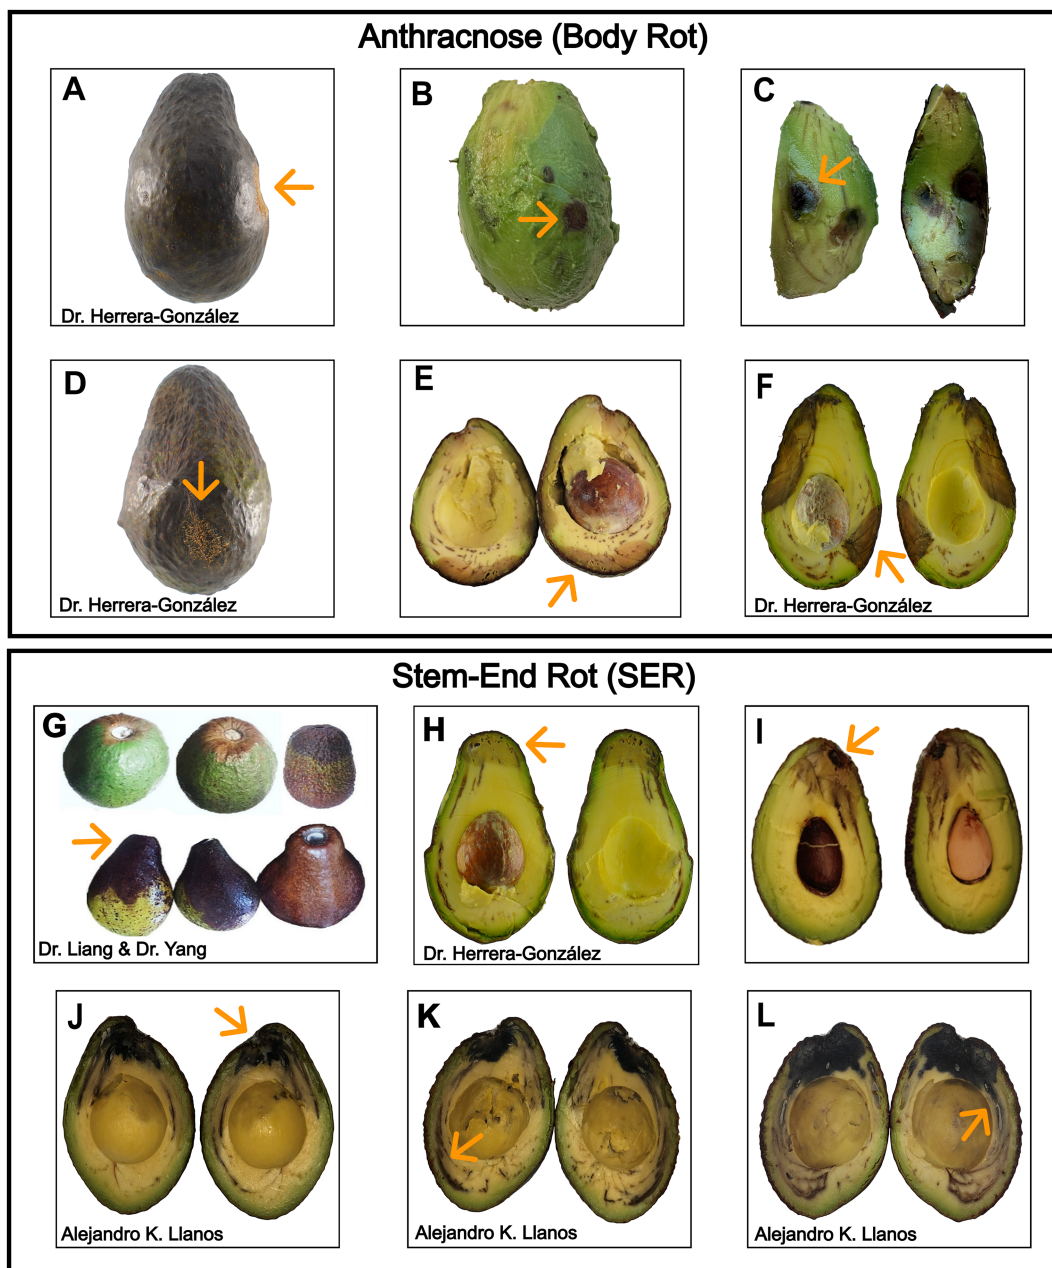 Anthracnose (Body Rot)
A
B
C
Dr. Herrera-González
D
E
F
Dr. Herrera-González
Dr. Herrera-González
Stem-End Rot (SER)
G
H
I
Dr. Liang & Dr. Yang
Dr. Herrera-González
J
K
L
Alejandro K. Llanos
Alejandro K. Llanos
Alejandro K. Llanos